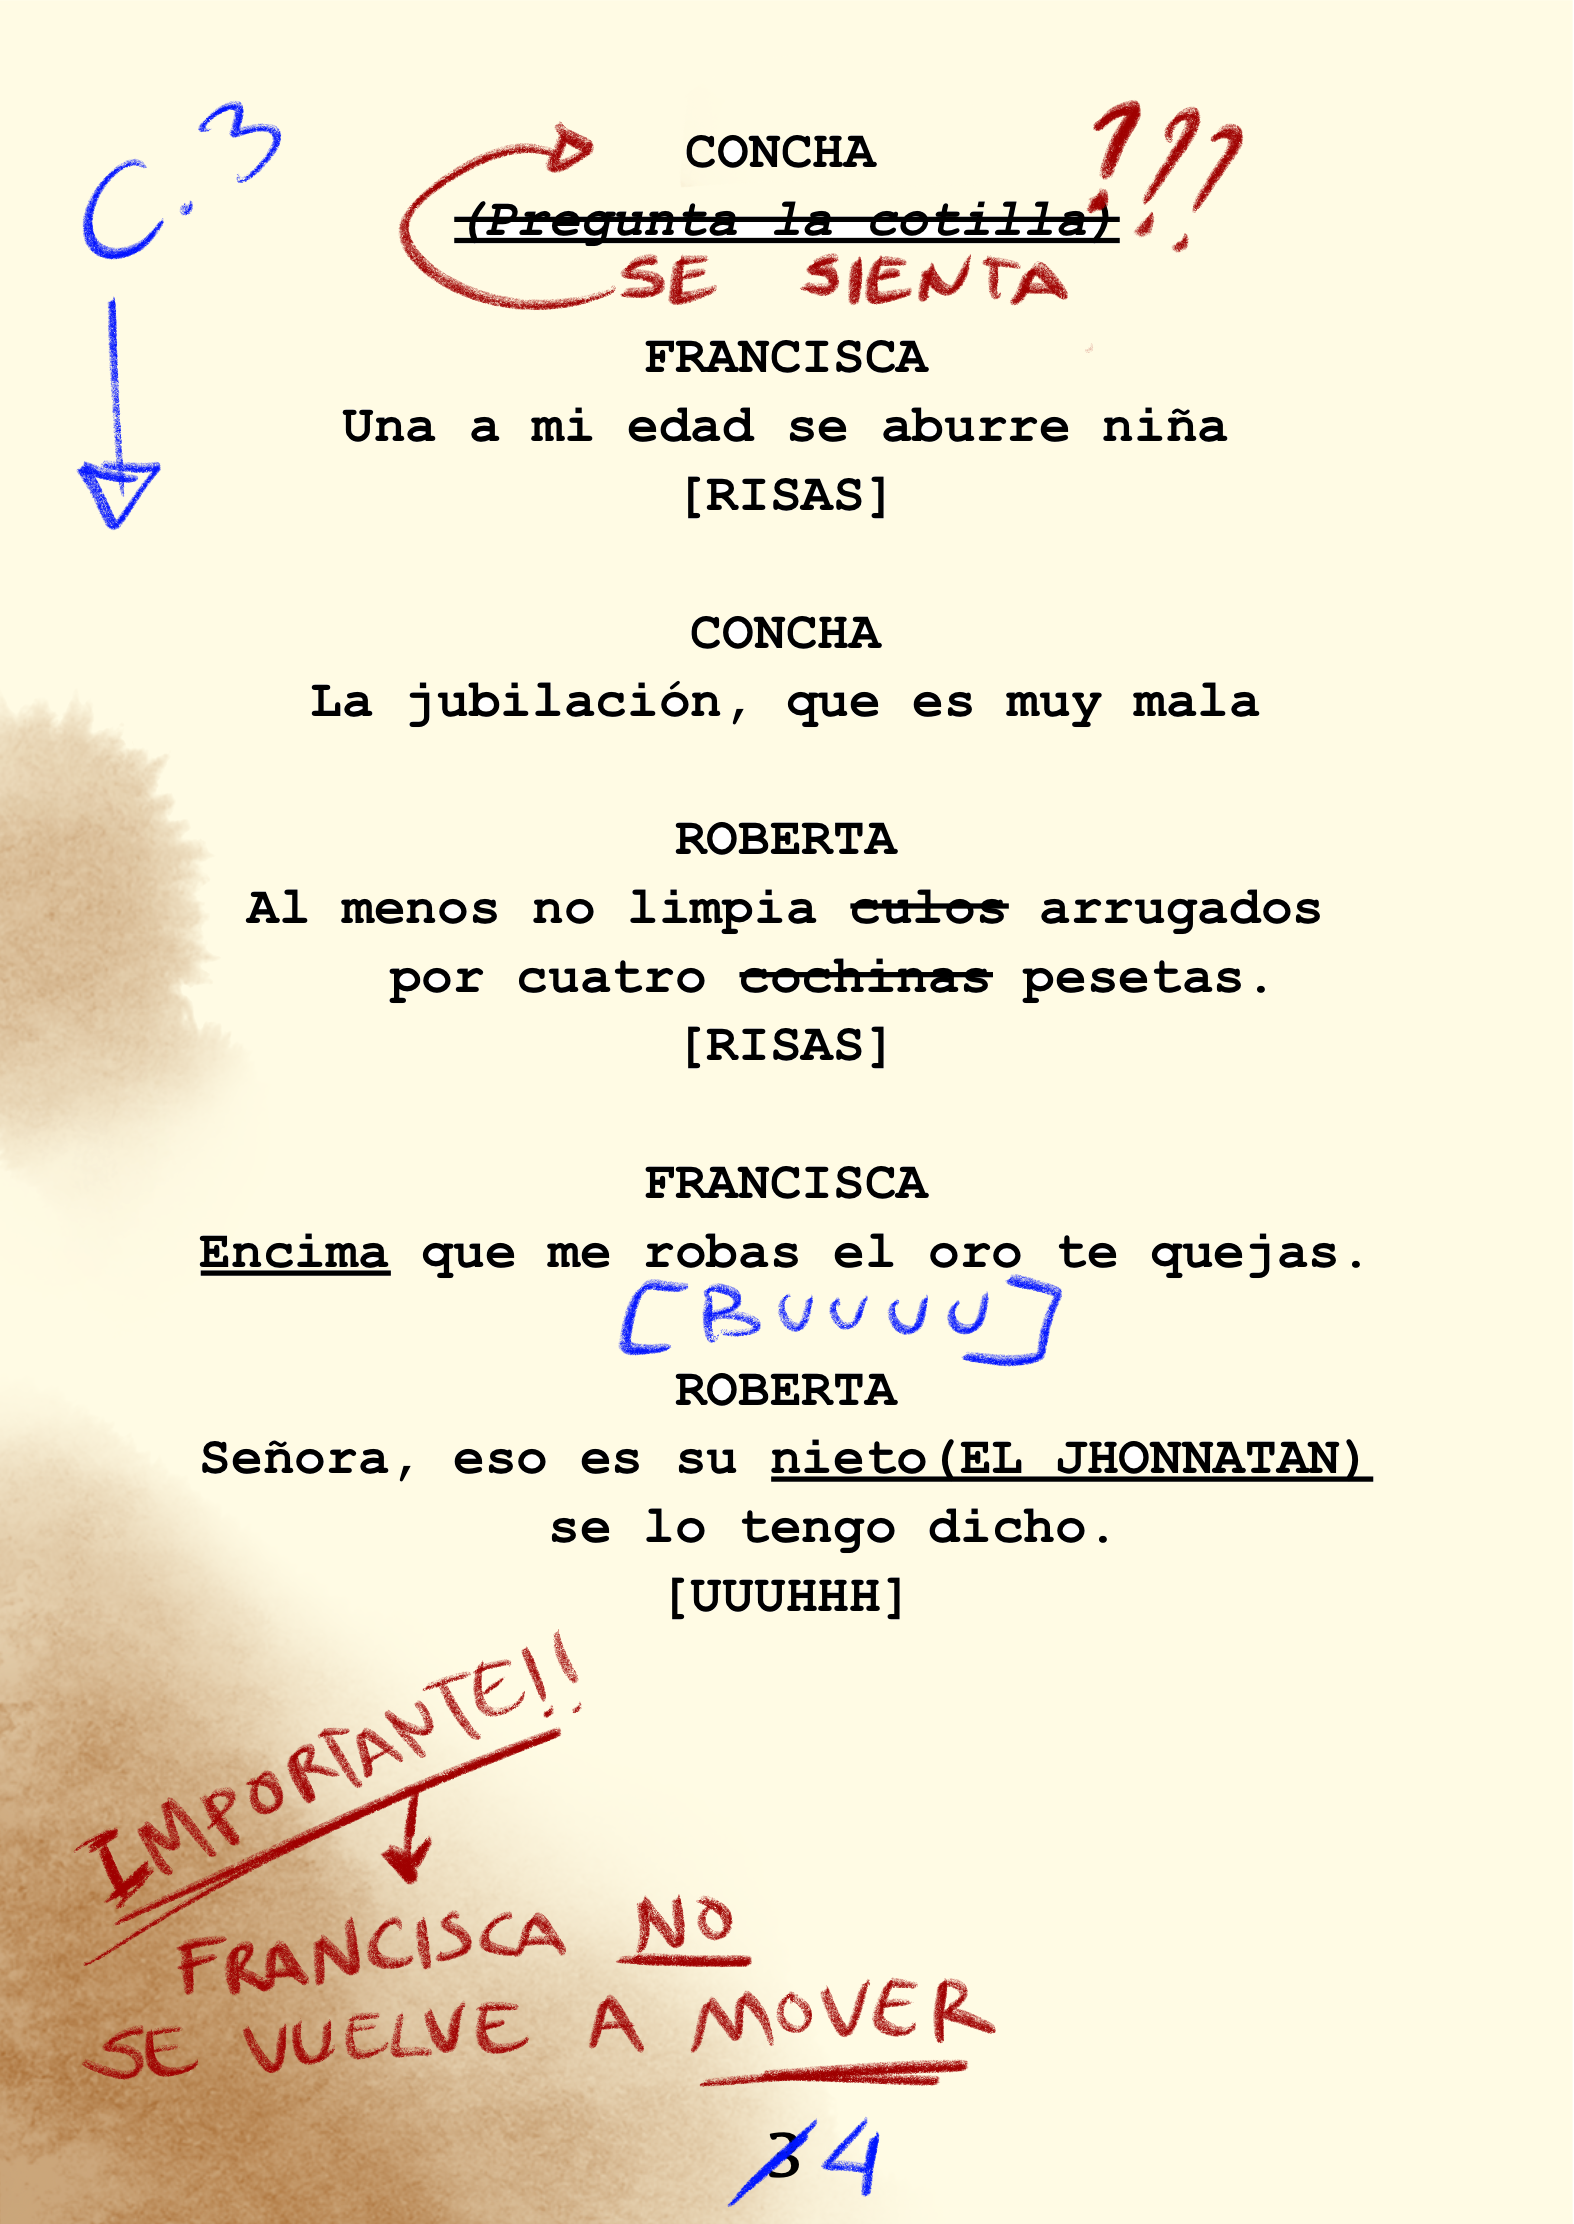 C.3
CONCHA
(Pregunta la cotilla)
???
SE SIENTA
FRANCISCA
Una a mi edad se aburre niña
[RISAS]
CONCHA
La jubilación, que es muy mala
ROBERTA
Al menos no limpia culos arrugados
por cuatro cochinas pesetas.
[RISAS]
FRANCISCA
Encima que me robas el oro te quejas.
[BUUUU]
ROBERTA
Señora, eso es su nieto(EL JHONNATAN)
se lo tengo dicho.
[UUUHHH]
IMPORTANTE!!
FRANCISCA NO
SE VUELVE A MOVER
3 4